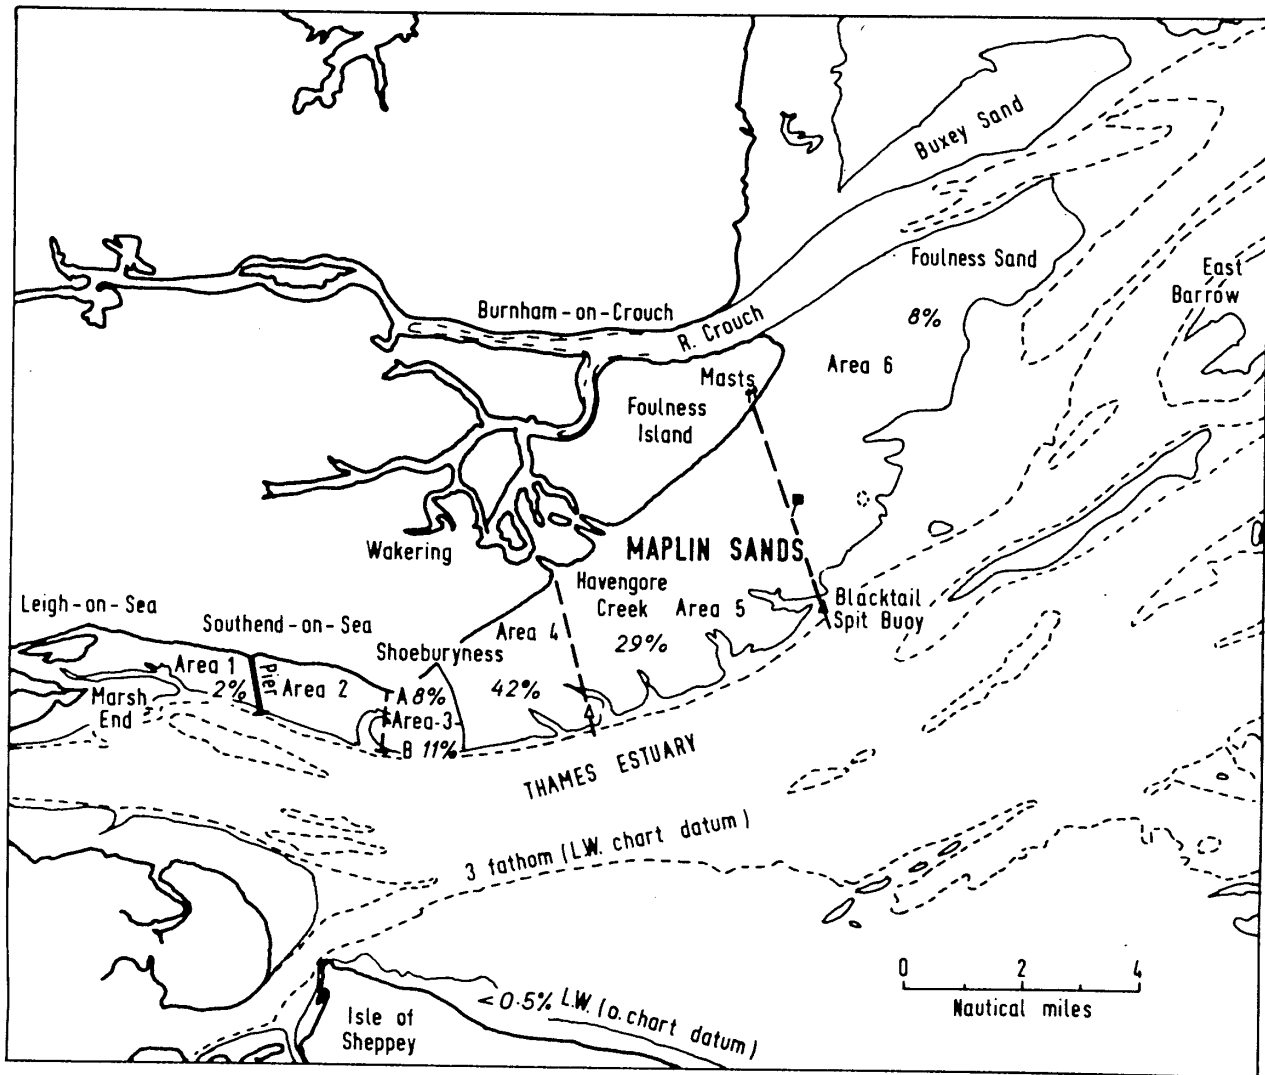 Buxey Sand
Foulness Sand
8%
East
Barrow
Burnham-on-Crouch
R. Crouch
Area 6
Masts
Foulness
Island
Wakering
MAPLIN SANDS
Havengore
Creek
Area 5
29%
Blacktail
Spit Buoy
Leigh-on-Sea
Southend-on-Sea
Shoeburyness
Area 4
42%
Area 1
2%
Pier
Area 2
A 8%
Area-3-
B 11%
Marsh
End
THAMES ESTUARY
3 fathom (L.W. chart datum)
0 2 4
Nautical miles
<0·5%
L.W. (o. chart datum)
Isle of
Sheppey